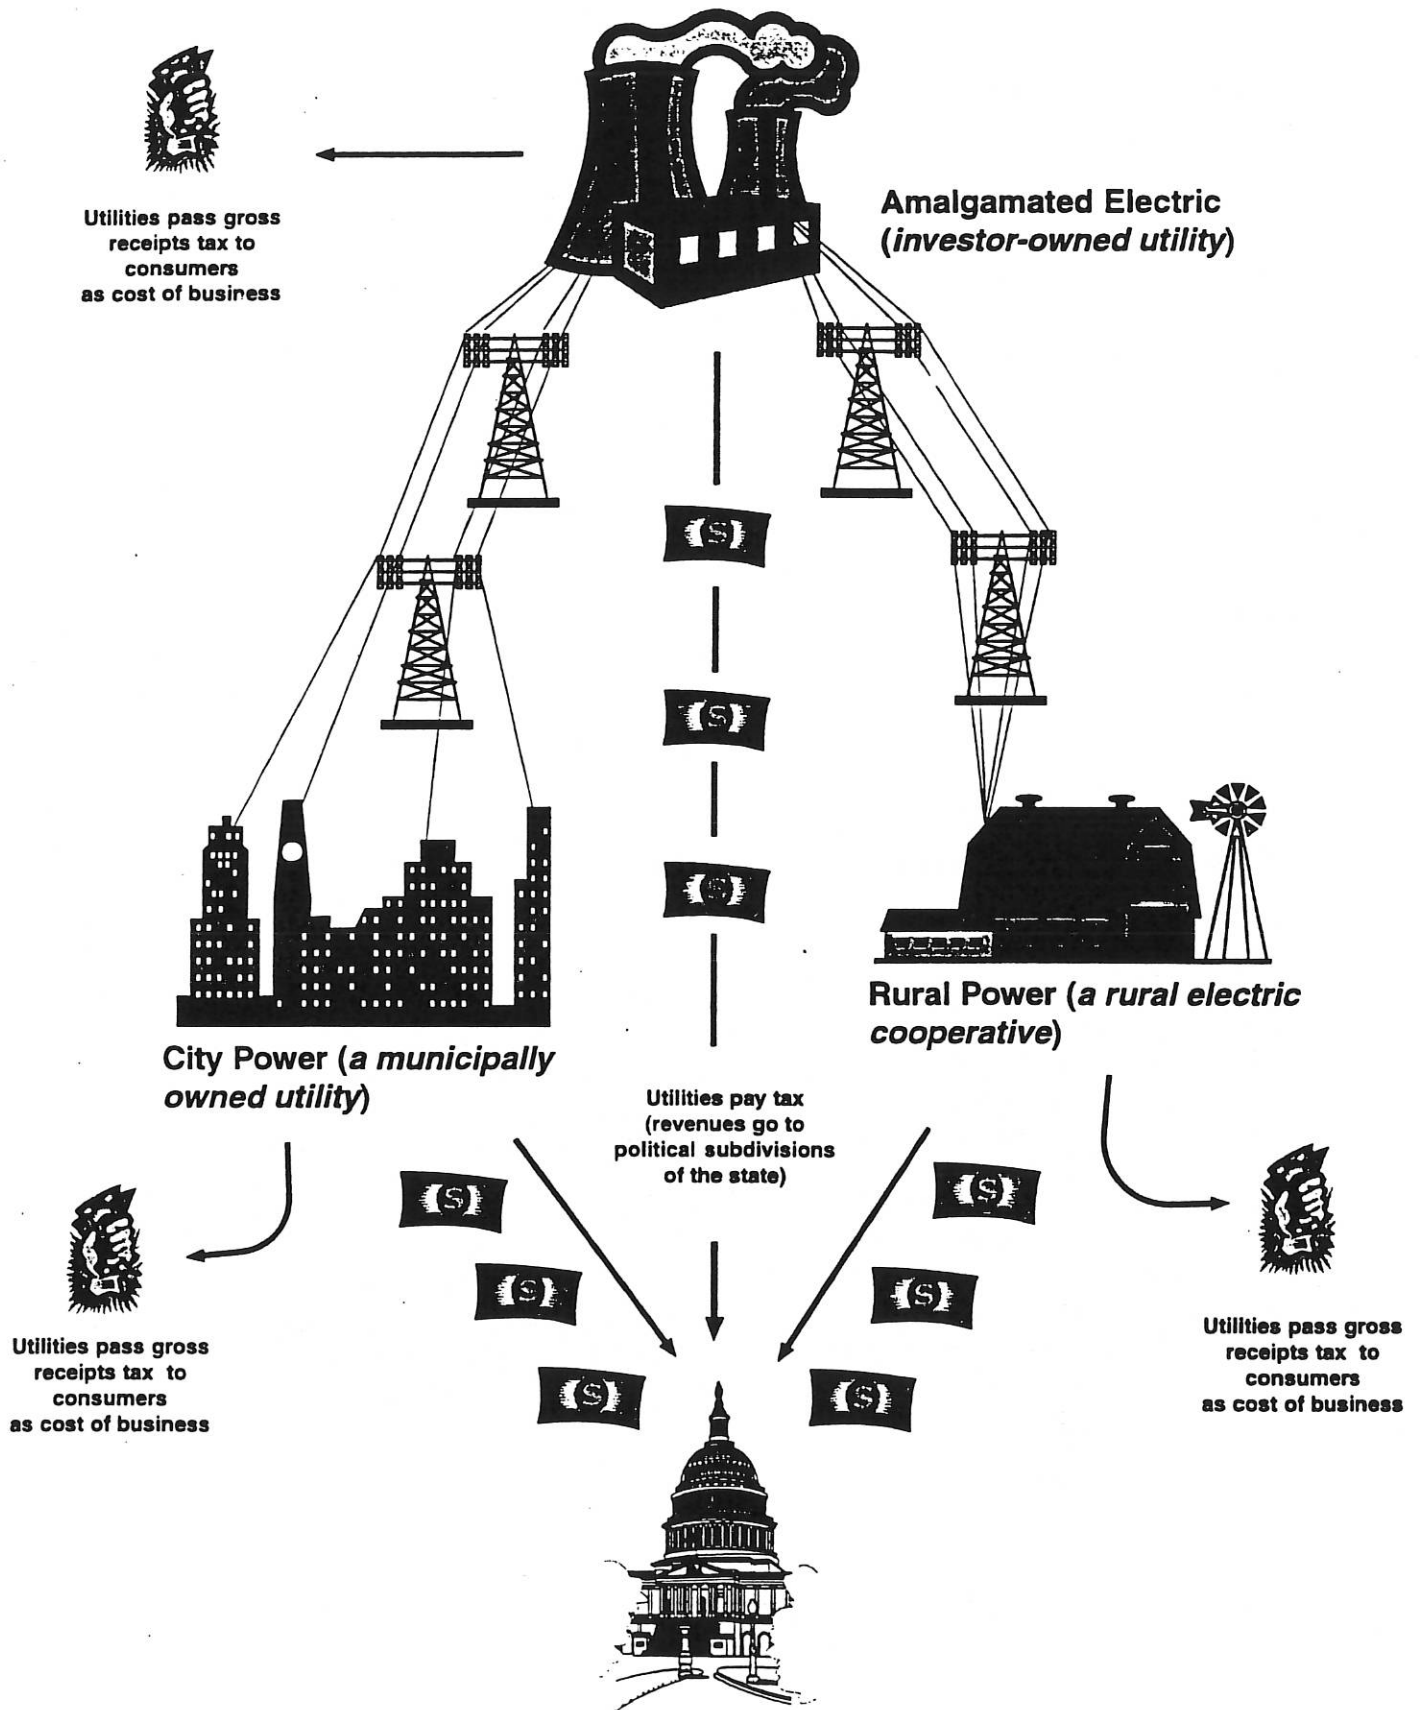 Utilities pass gross
receipts tax to
consumers
as cost of business
Amalgamated Electric
(investor-owned utility)
Rural Power (a rural electric
cooperative)
City Power (a municipally
owned utility)
Utilities pay tax
(revenues go to
political subdivisions
of the state)
Utilities pass gross
receipts tax to
consumers
as cost of business
Utilities pass gross
receipts tax to
consumers
as cost of business